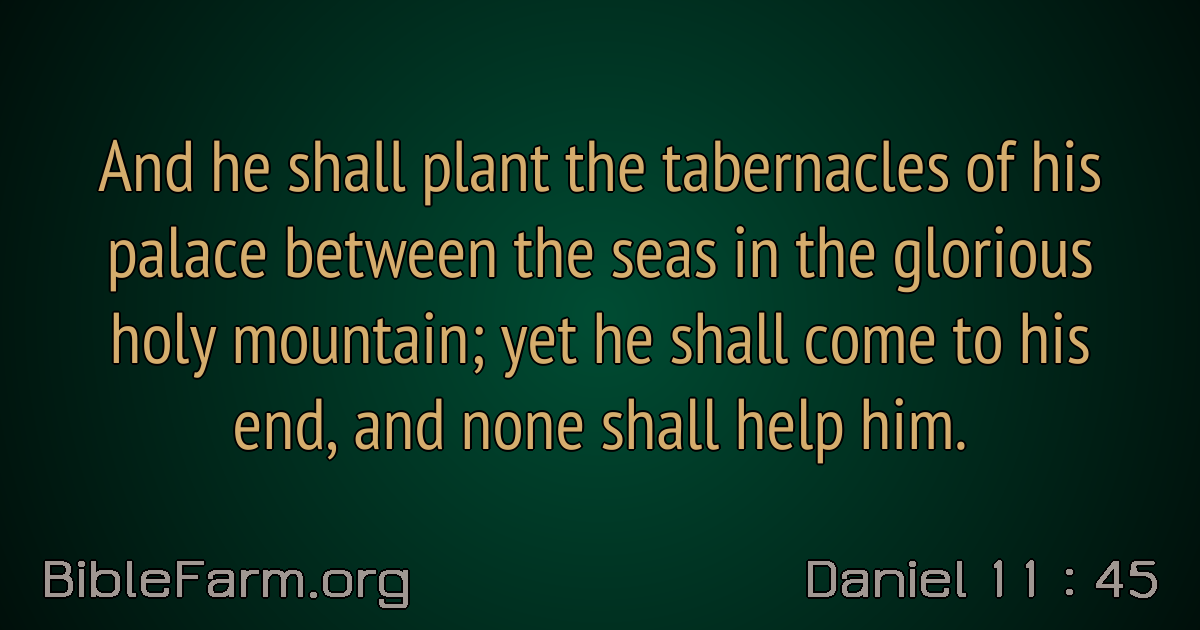 And he shall plant the tabernacles of his
palace between the seas in the glorious
holy mountain; yet he shall come to his
end, and none shall help him.
BibleFarm.org
Daniel 11 : 45